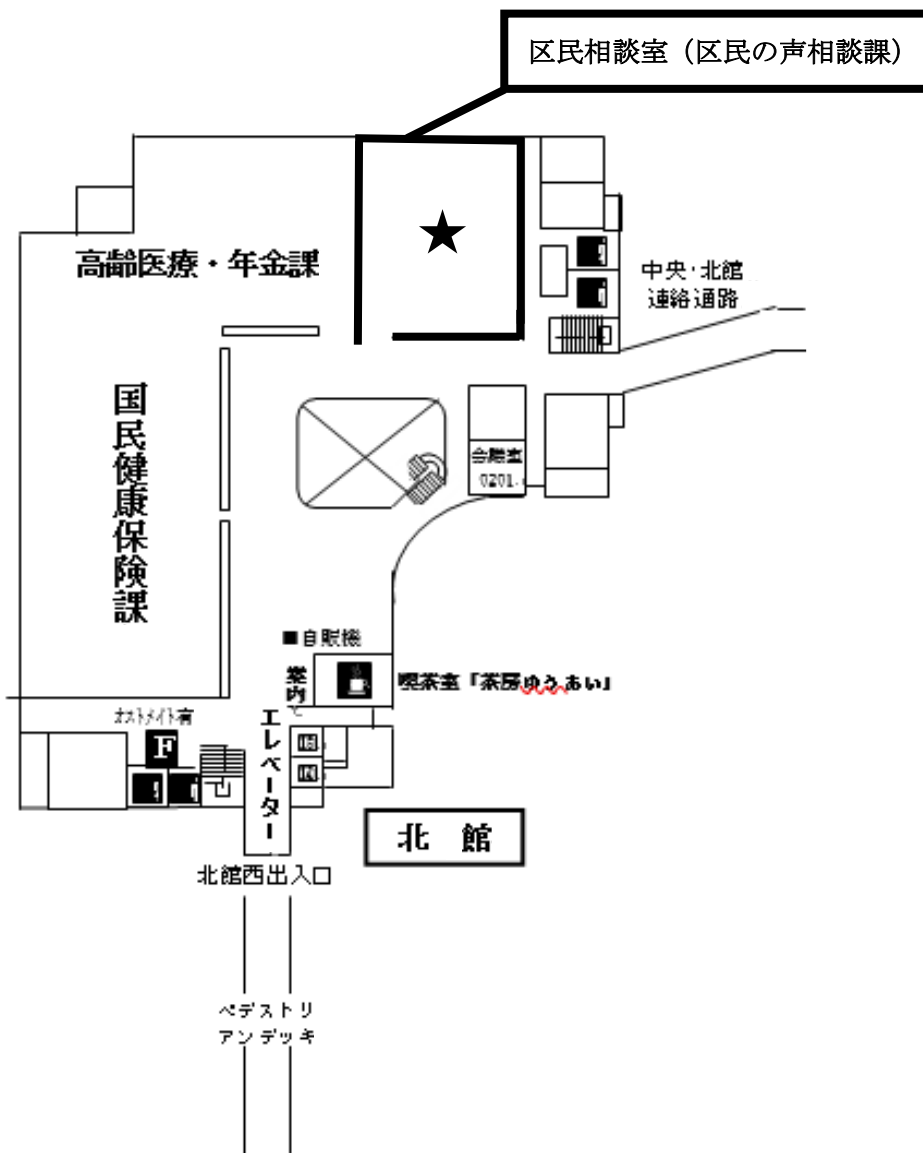 区民相談室（区民の声相談課）
★
高齢医療・年金課
中央・北館
連絡通路
国民健康保険課
会議室
0201
■自販機
案内
喫茶室「茶房ゆうあい」
オストメイト有
F
エレベーター
北館
北館西出入口
ペデストリ
アンデッキ